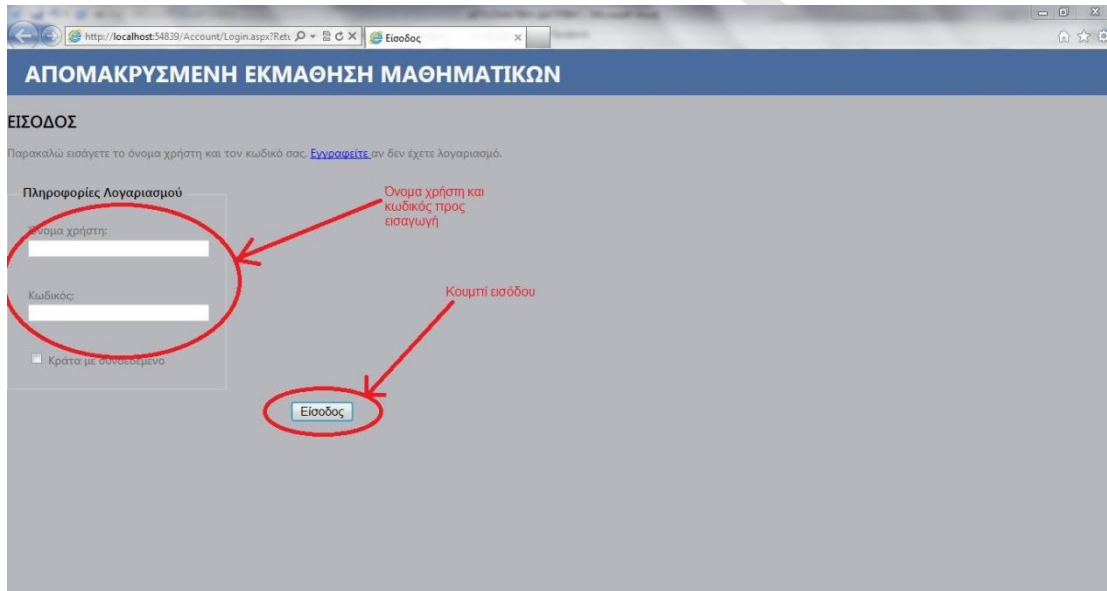 http://localhost:54839/Account/Login.aspx?Retu
Είσοδος
ΑΠΟΜΑΚΡΥΣΜΕΝΗ ΕΚΜΑΘΗΣΗ ΜΑΘΗΜΑΤΙΚΩΝ
ΕΙΣΟΔΟΣ
Παρακαλώ εισάγετε το όνομα χρήστη και τον κωδικό σας. Εγγραφείτε αν δεν έχετε λογαριασμό.
Πληροφορίες Λογαριασμού
Όνομα χρήστη και
κωδικός προς
εισαγωγή
Όνομα χρήστη:
Κωδικός:
Κουμπί εισόδου
Κράτα με συνδεδεμένο
Είσοδος